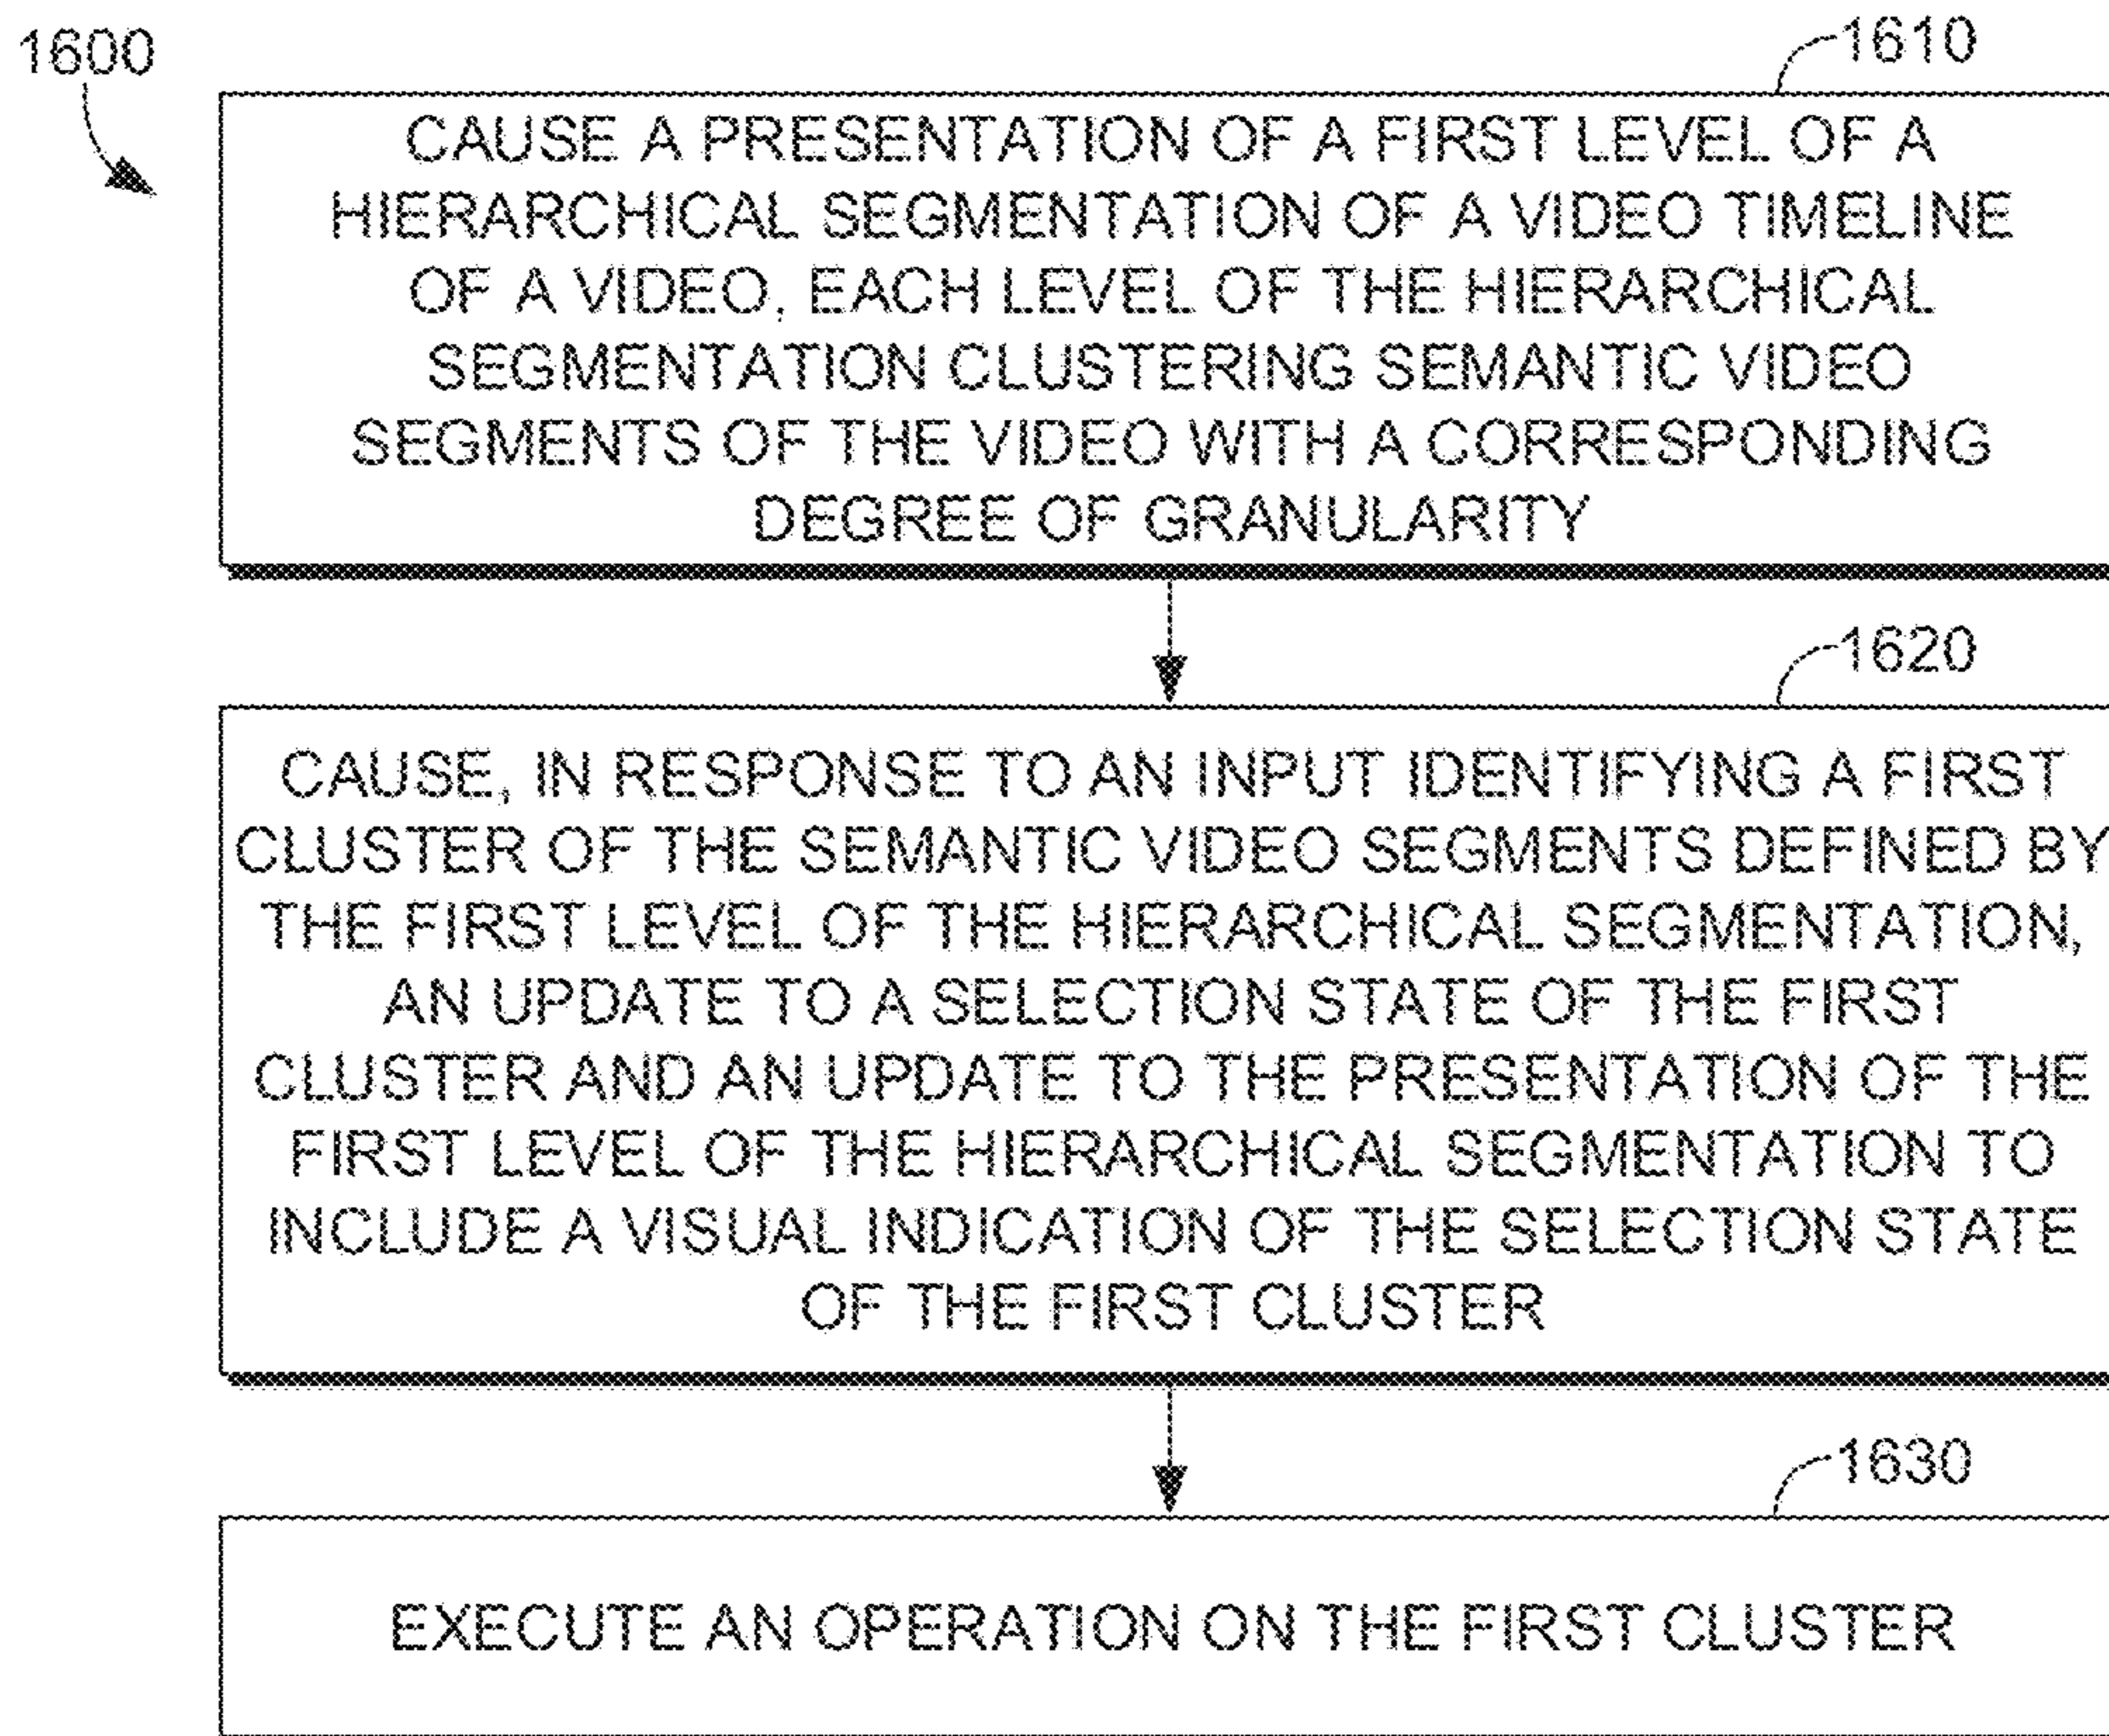 1600
1610
CAUSE A PRESENTATION OF A FIRST LEVEL OF A
HIERARCHICAL SEGMENTATION OF A VIDEO TIMELINE
OF A VIDEO, EACH LEVEL OF THE HIERARCHICAL
SEGMENTATION CLUSTERING SEMANTIC VIDEO
SEGMENTS OF THE VIDEO WITH A CORRESPONDING
DEGREE OF GRANULARITY
1620
CAUSE, IN RESPONSE TO AN INPUT IDENTIFYING A FIRST
CLUSTER OF THE SEMANTIC VIDEO SEGMENTS DEFINED BY
THE FIRST LEVEL OF THE HIERARCHICAL SEGMENTATION,
AN UPDATE TO A SELECTION STATE OF THE FIRST
CLUSTER AND AN UPDATE TO THE PRESENTATION OF THE
FIRST LEVEL OF THE HIERARCHICAL SEGMENTATION TO
INCLUDE A VISUAL INDICATION OF THE SELECTION STATE
OF THE FIRST CLUSTER
1630
EXECUTE AN OPERATION ON THE FIRST CLUSTER